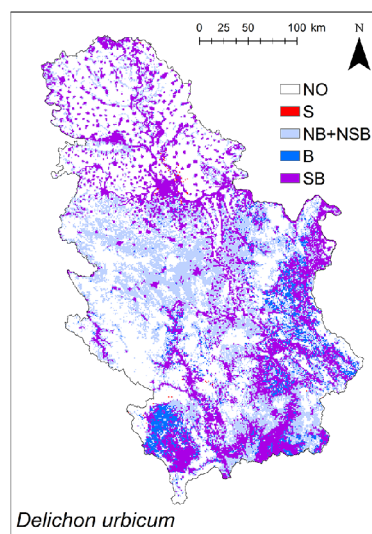 0 25 50 100 km
N
NO
S
NB+NSB
B
SB
Delichon urbicum